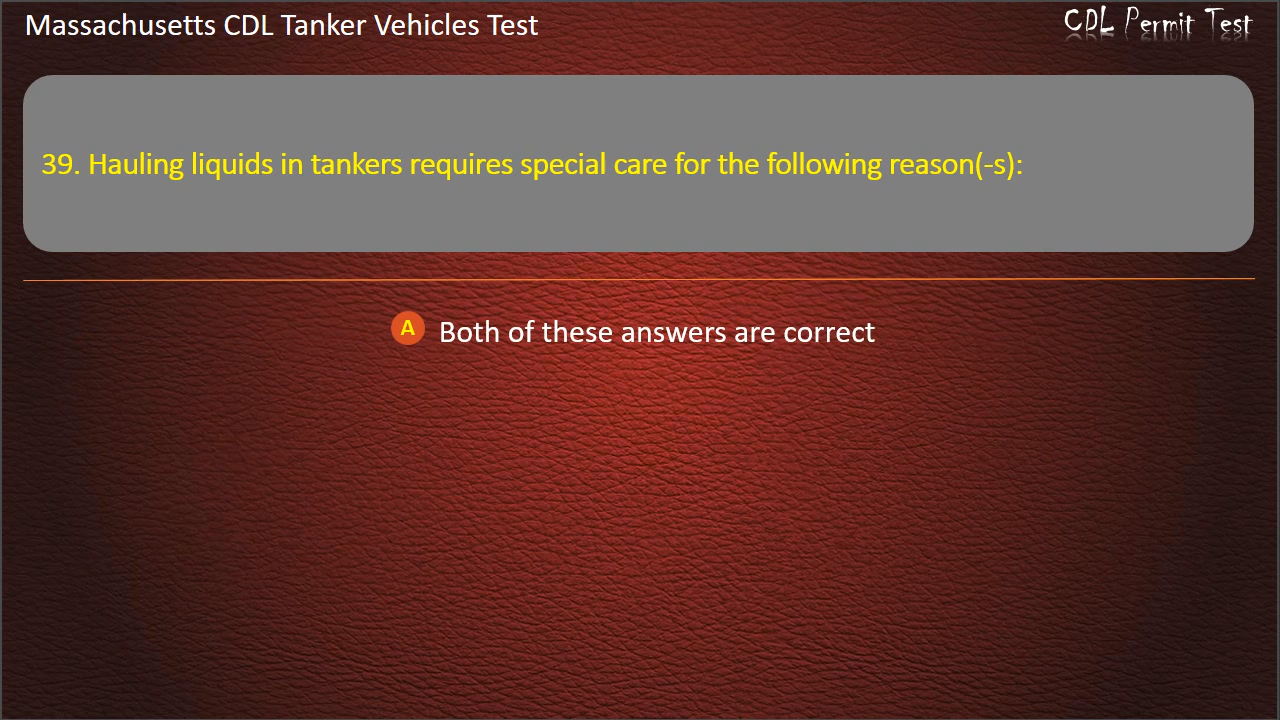 Massachusetts CDL Tanker Vehicles Test
CDL Permit Test
39. Hauling liquids in tankers requires special care for the following reason(-s):
A Both of these answers are correct